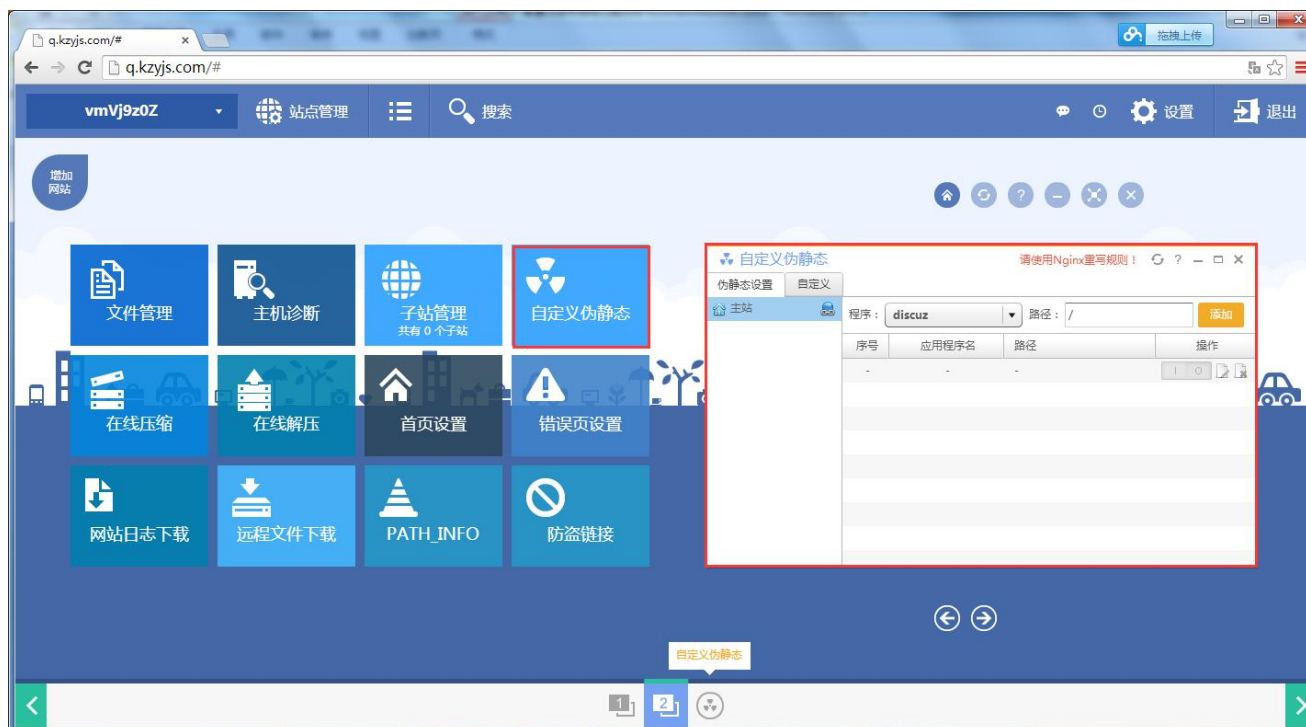 q.kzyjs.com/#
拖拽上传
q.kzyjs.com/#
vmVj9z0Z
站点管理
搜索
设置
退出
增加
网站
文件管理
主机诊断
子站管理
共有 0 个子站
自定义伪静态
在线压缩
在线解压
首页设置
错误页设置
网站日志下载
远程文件下载
PATH_INFO
防盗链接
自定义伪静态
请使用Nginx重写规则！
伪静态设置 自定义
主站
程序： discuz 路径： / 添加
序号 应用程序名 路径 操作
- - - I O
自定义伪静态
1 2